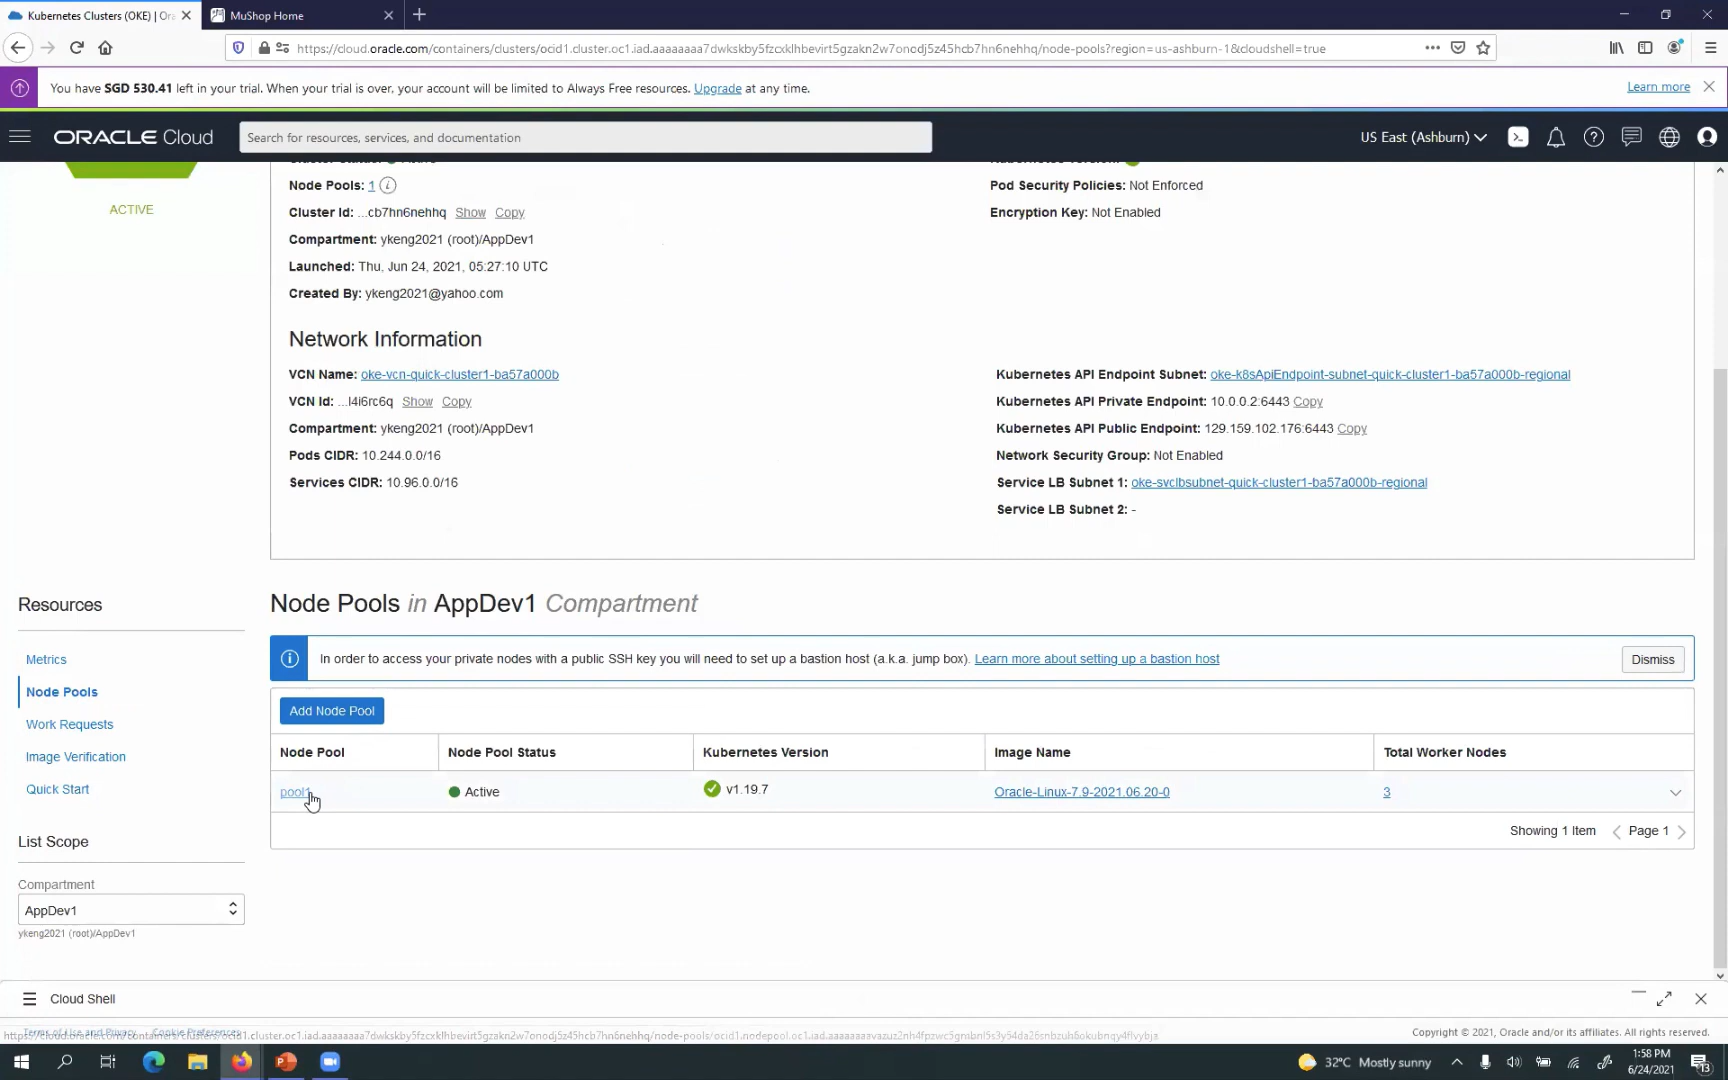 Kubernetes Clusters (OKE) | Ora
MuShop Home
https://cloud.oracle.com/containers/clusters/ocid1.cluster.oc1.iad.aaaaaaaa7dwkskby5fzcxklhbevirt5gzakn2w7onodj5z45hcb7hn6nehhq/node-pools?region=us-ashburn-1&cloudshell=true
You have SGD 530.41 left in your trial. When your trial is over, your account will be limited to Always Free resources. Upgrade at any time.
Learn more
ORACLE Cloud
Search for resources, services, and documentation
US East (Ashburn)
ACTIVE
Node Pools: 1
Cluster Id: ...cb7hn6nehhq Show Copy
Compartment: ykeng2021 (root)/AppDev1
Launched: Thu, Jun 24, 2021, 05:27:10 UTC
Created By: ykeng2021@yahoo.com
Pod Security Policies: Not Enforced
Encryption Key: Not Enabled
Network Information
VCN Name: oke-vcn-quick-cluster1-ba57a000b
VCN Id: ...l4i6rc6q Show Copy
Compartment: ykeng2021 (root)/AppDev1
Pods CIDR: 10.244.0.0/16
Services CIDR: 10.96.0.0/16
Kubernetes API Endpoint Subnet: oke-k8sApiEndpoint-subnet-quick-cluster1-ba57a000b-regional
Kubernetes API Private Endpoint: 10.0.0.2:6443 Copy
Kubernetes API Public Endpoint: 129.159.102.176:6443 Copy
Network Security Group: Not Enabled
Service LB Subnet 1: oke-svclbsubnet-quick-cluster1-ba57a000b-regional
Service LB Subnet 2: -
Resources
Metrics
Node Pools
Work Requests
Image Verification
Quick Start
List Scope
Compartment
AppDev1
ykeng2021 (root)/AppDev1
Node Pools in AppDev1 Compartment
In order to access your private nodes with a public SSH key you will need to set up a bastion host (a.k.a. jump box). Learn more about setting up a bastion host
Dismiss
Add Node Pool
Node Pool Node Pool Status Kubernetes Version Image Name Total Worker Nodes
pool1 Active v1.19.7 Oracle-Linux-7.9-2021.06.20-0 3
Showing 1 Item Page 1
Cloud Shell
Copyright © 2021, Oracle and/or its affiliates. All rights reserved.
32°C Mostly sunny
1:58 PM
6/24/2021
13